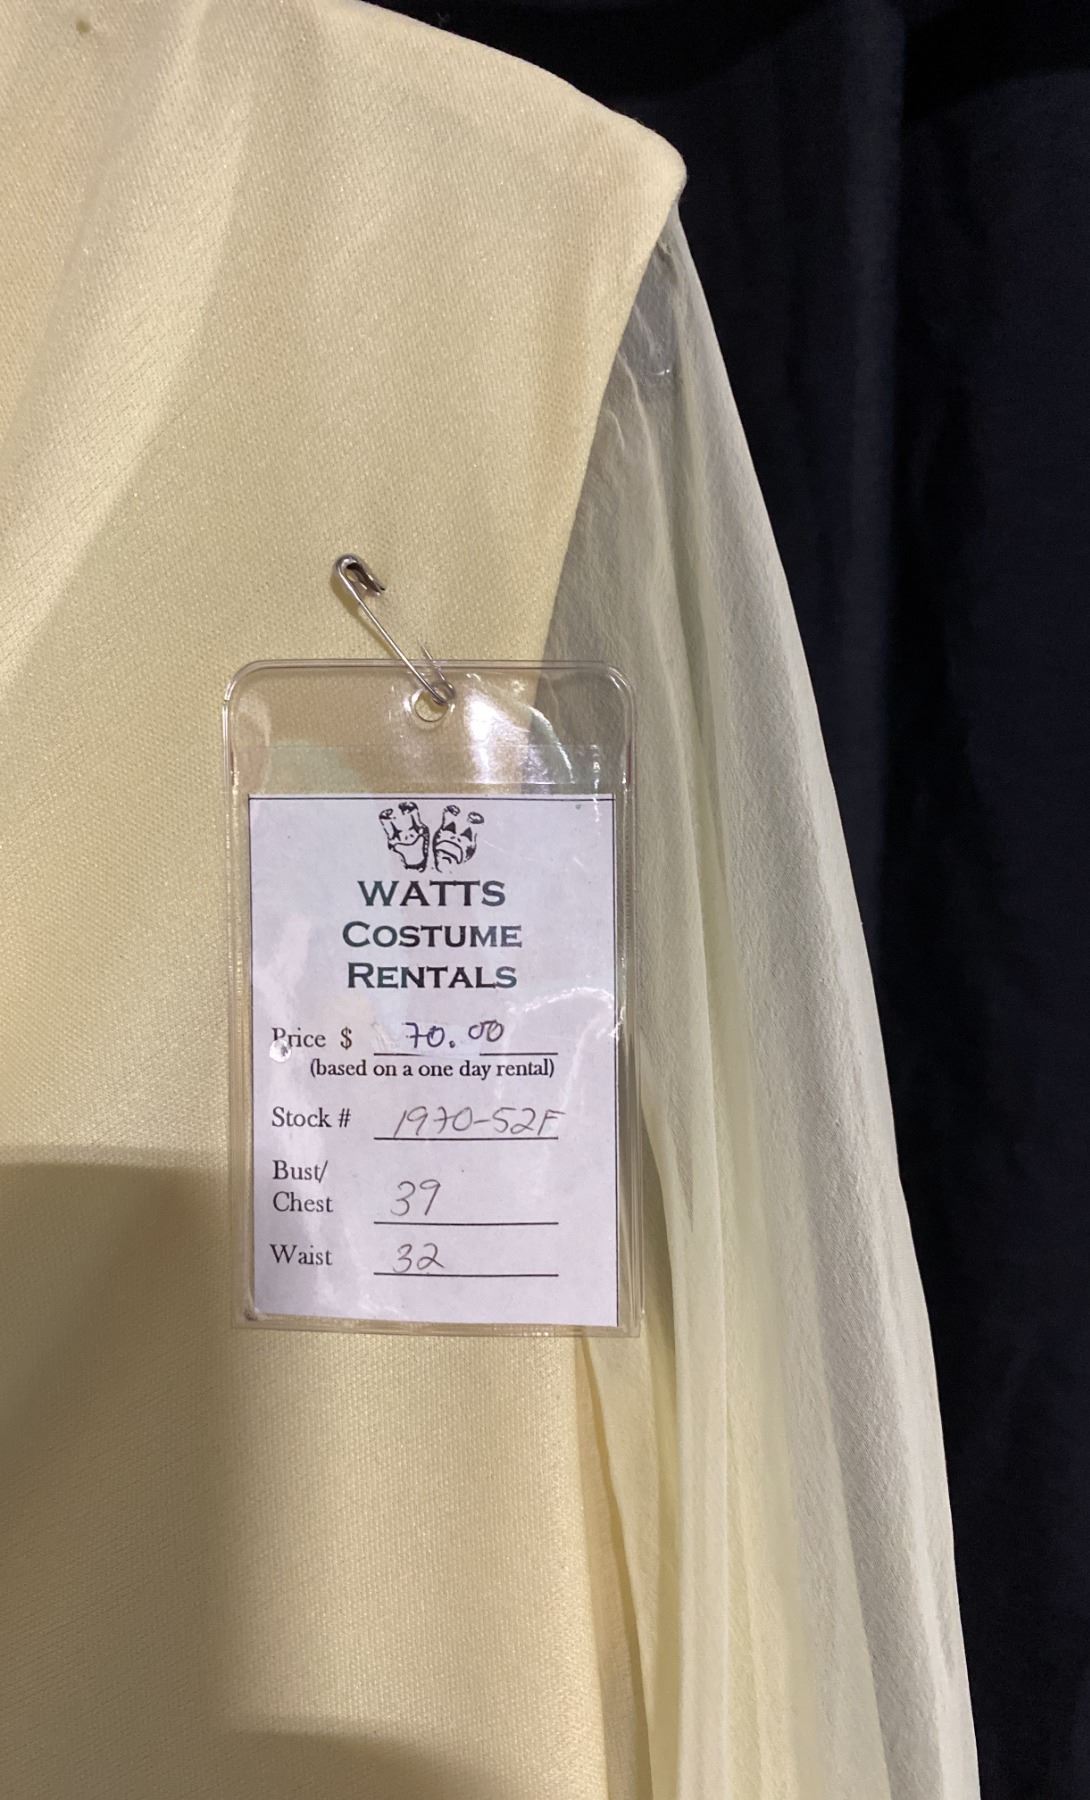 WATTS
COSTUME
RENTALS
Price $ 70.00
(based on a one day rental)
Stock # 1970-52F
Bust/
Chest 39
Waist 32